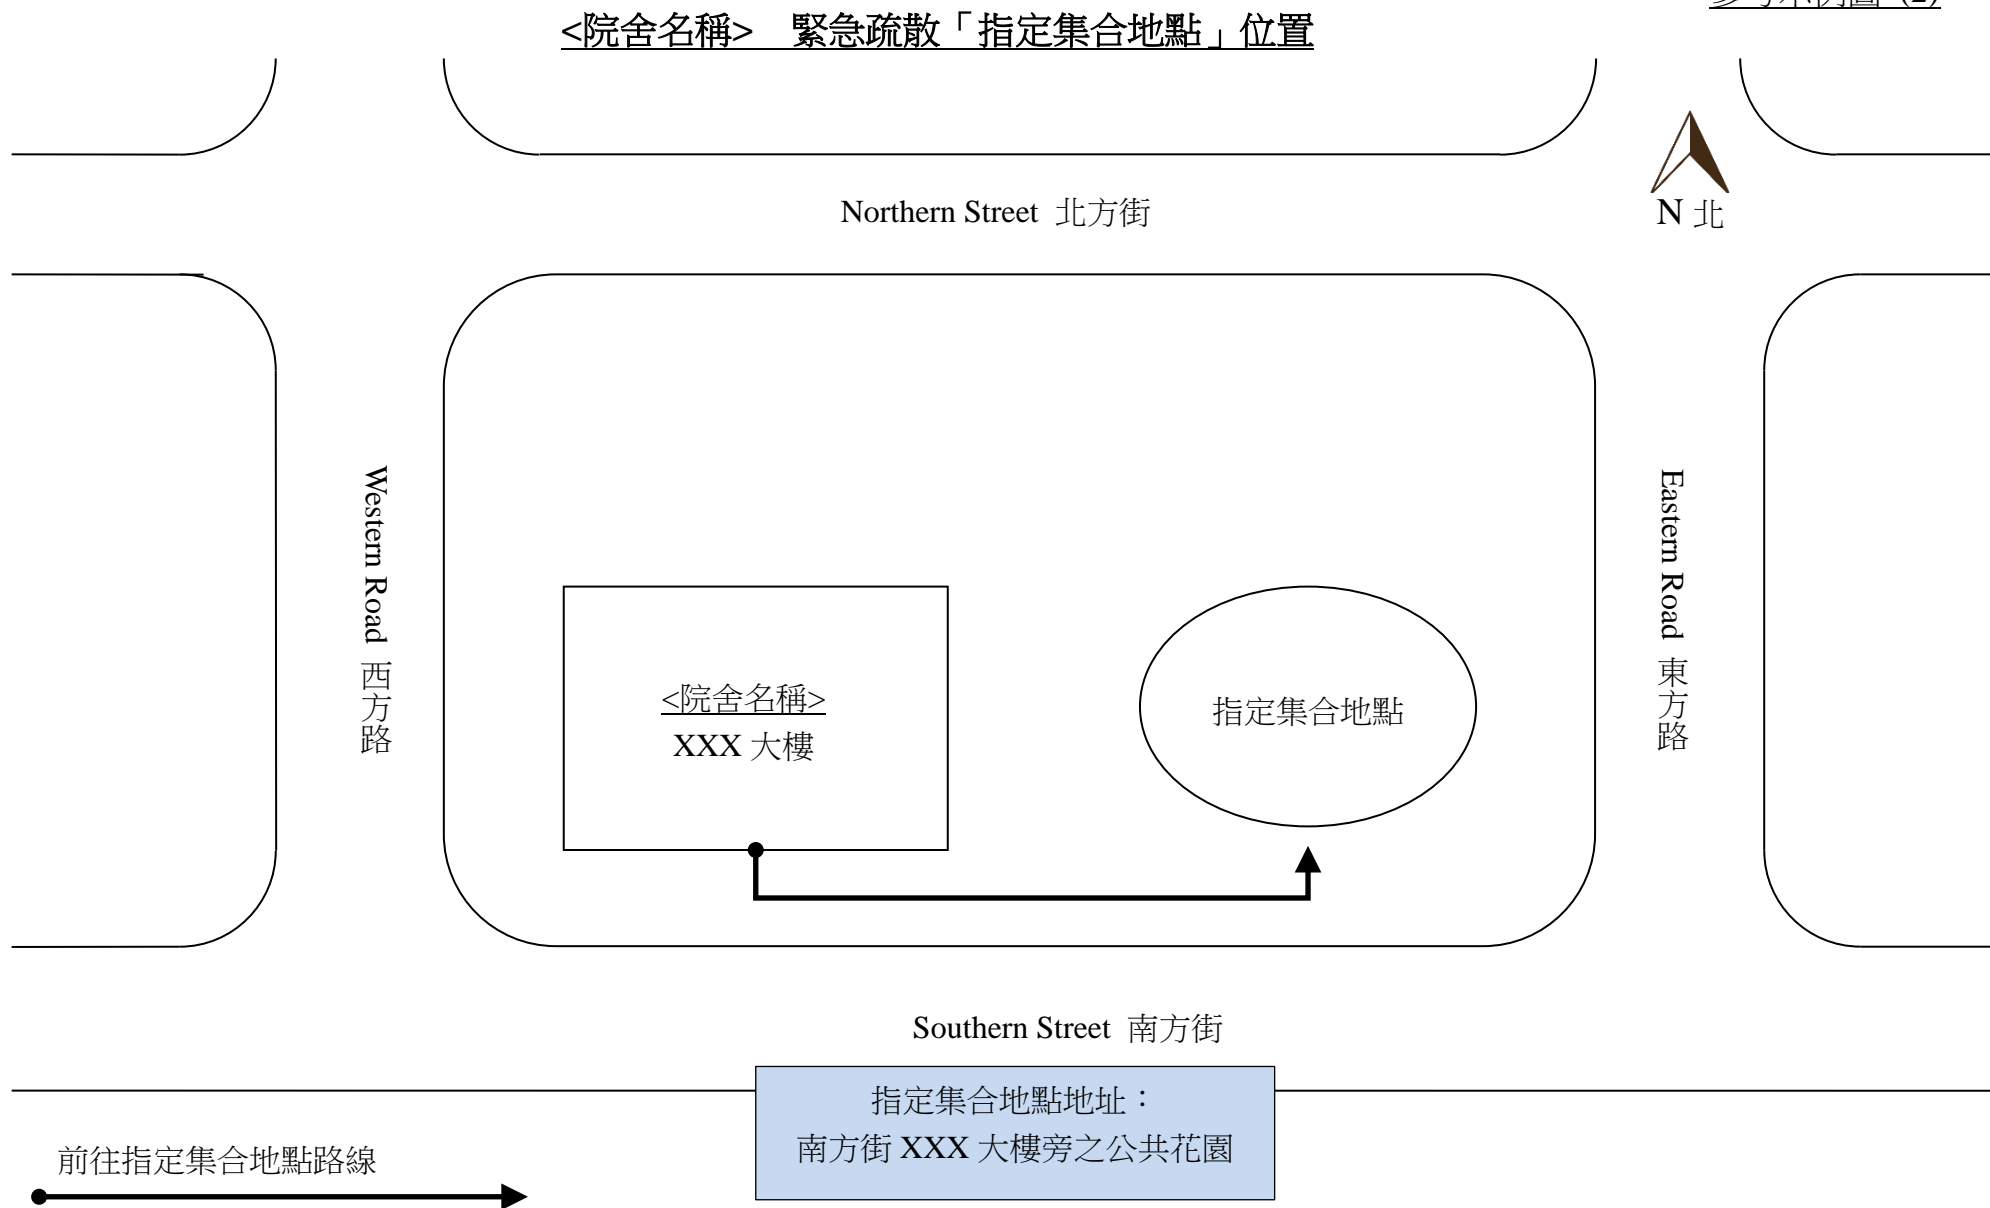 <院舍名稱> 緊急疏散「指定集合地點」位置
Northern Street 北方街
N 北
Western Road 西方路
Eastern Road 東方路
<院舍名稱>
XXX 大樓
指定集合地點
Southern Street 南方街
指定集合地點地址：
南方街 XXX 大樓旁之公共花園
前往指定集合地點路線